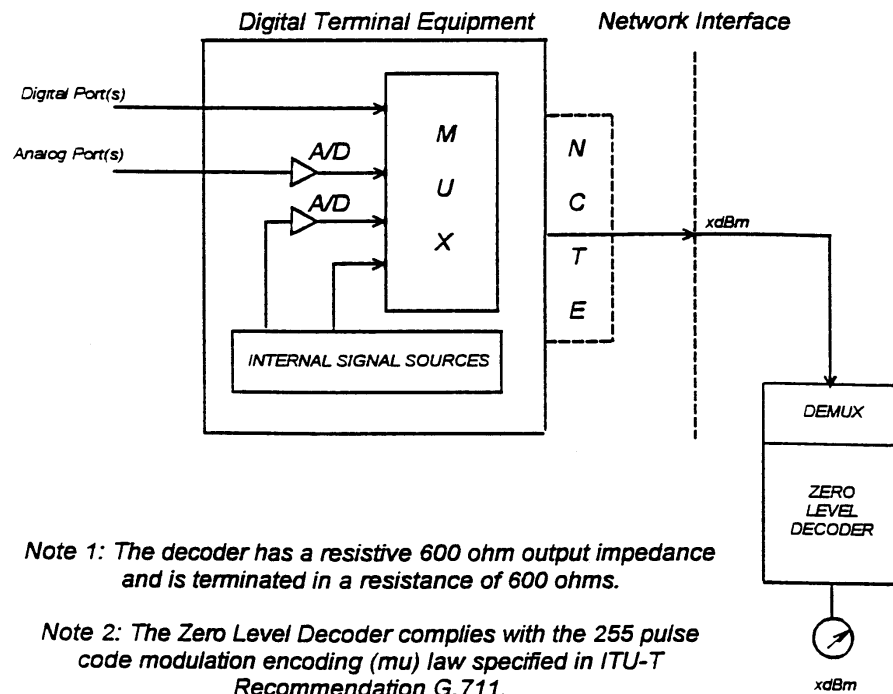 Digital Terminal Equipment
Network Interface
Digital Port(s)
Analog Port(s)
A/D
A/D
M
U
X
N
C
T
E
xdBm
INTERNAL SIGNAL SOURCES
DEMUX
ZERO
LEVEL
DECODER
Note 1: The decoder has a resistive 600 ohm output impedance
and is terminated in a resistance of 600 ohms.
Note 2: The Zero Level Decoder complies with the 255 pulse
code modulation encoding (mu) law specified in ITU-T
Recommendation G.711.
xdBm